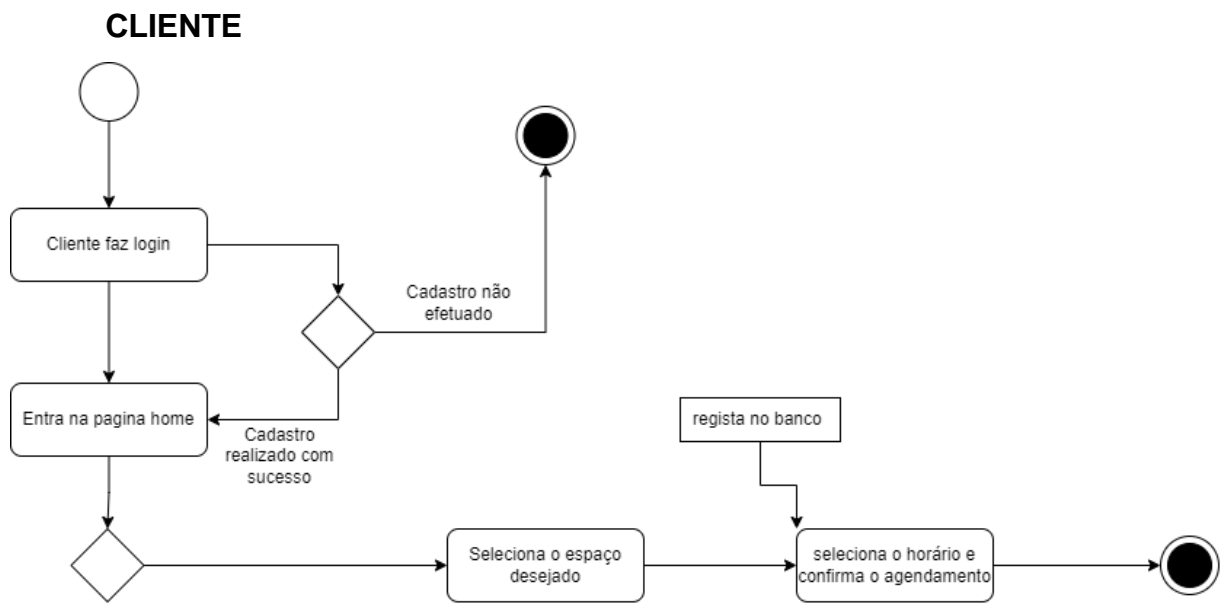 CLIENTE
Cliente faz login
Cadastro não
efetuado
Entra na pagina home
Cadastro
realizado com
sucesso
regista no banco
Seleciona o espaço
desejado
seleciona o horário e
confirma o agendamento